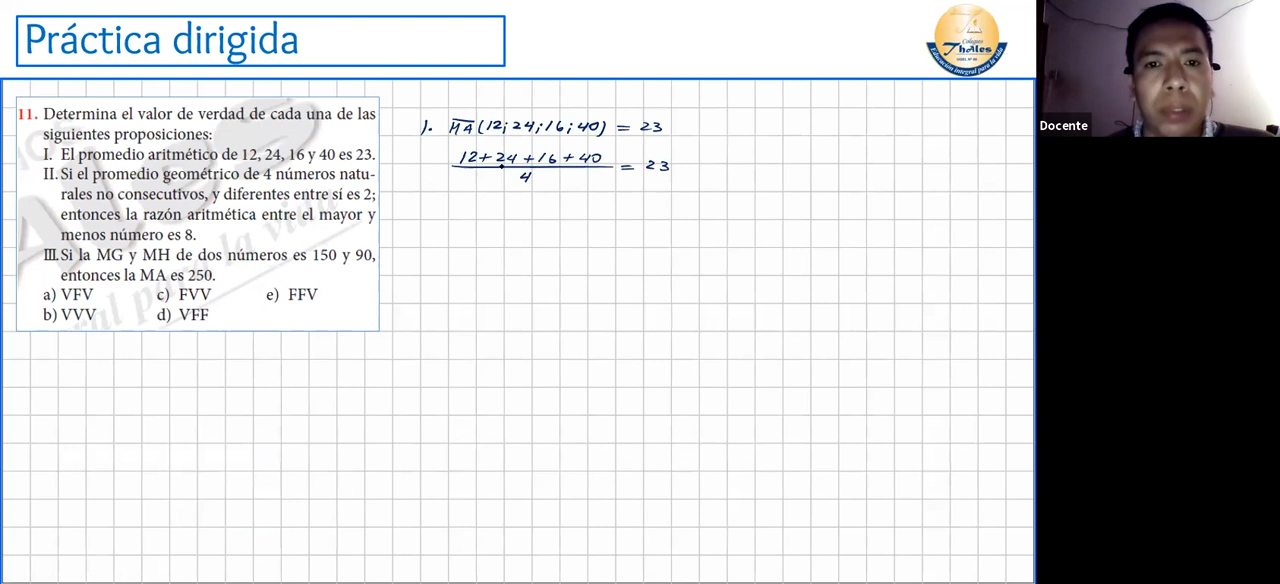 Práctica dirigida
Colegios
Thales
Educación integral para la vida
Docente
11. Determina el valor de verdad de cada una de las
siguientes proposiciones:
I. El promedio aritmético de 12, 24, 16 y 40 es 23.
II. Si el promedio geométrico de 4 números natu-
rales no consecutivos, y diferentes entre sí es 2;
entonces la razón aritmética entre el mayor y
menos número es 8.
III. Si la MG y MH de dos números es 150 y 90,
entonces la MA es 250.
a) VFV c) FVV e) FFV
b) VVV d) VFF
1. MA (12; 24; 16; 40) = 23
12 + 24 + 16 + 40
4
= 23